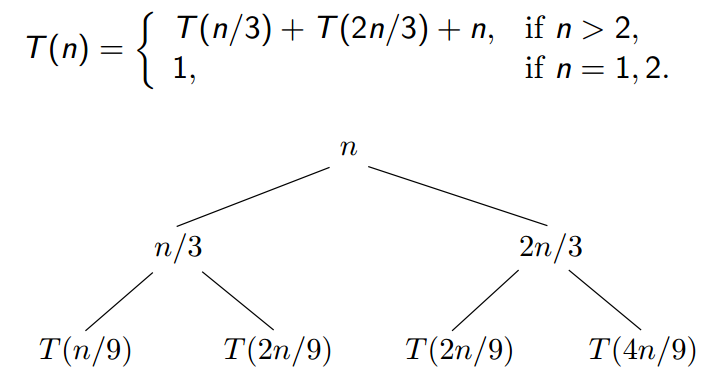 T(n) = { T(n/3) + T(2n/3) + n, if n > 2,
1, if n = 1, 2.
n
n/3 2n/3
T(n/9) T(2n/9) T(2n/9) T(4n/9)